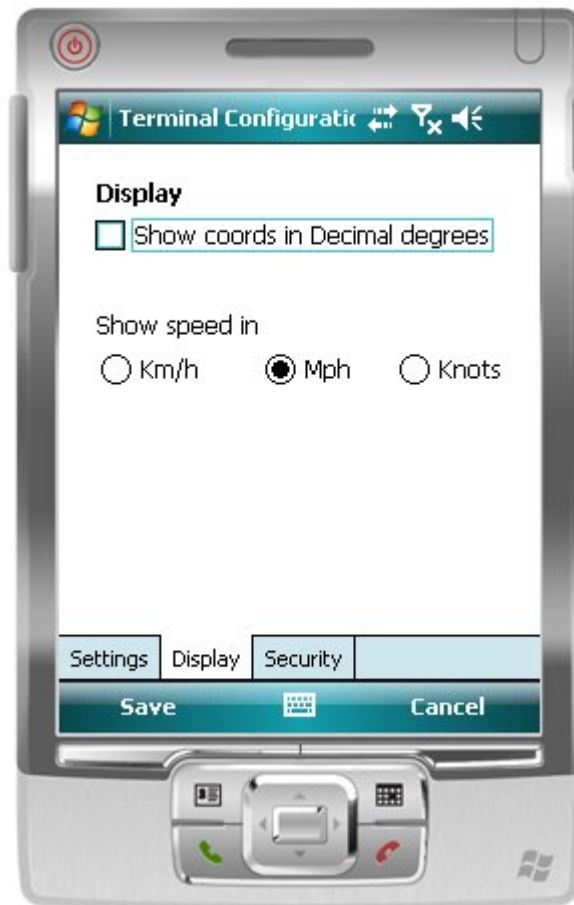 Terminal Configuratic
Display
Show coords in Decimal degrees
Show speed in
Km/h Mph Knots
Settings Display Security
Save Cancel